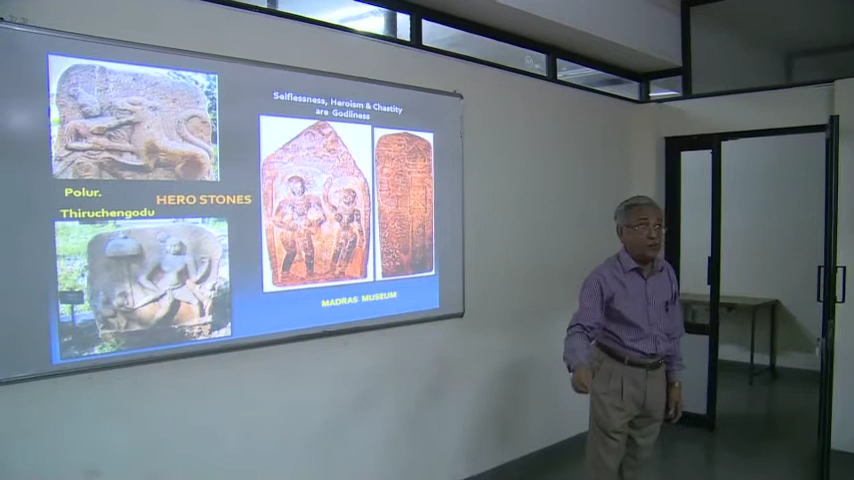 Selflessness, Heroism & Chastity
are Godliness
Polur.
HERO STONES
Thiruchengodu
MADRAS MUSEUM